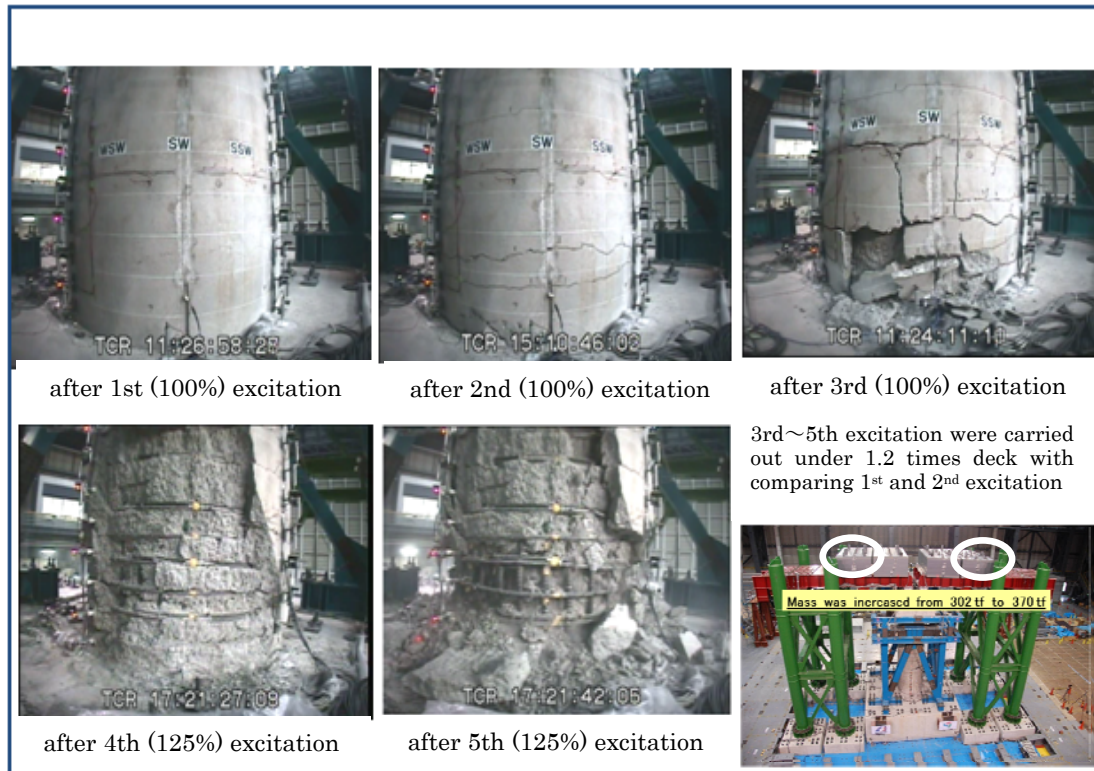 WSW SW SSW
TCR 11:26:58:27
after 1st (100%) excitation
WSW SW SSW
TCR 15:10:46:02
after 2nd (100%) excitation
WSW SW SSW
TCR 11:24:11:11
after 3rd (100%) excitation
TCR 17:21:27:08
after 4th (125%) excitation
TCR 17:21:42:05
after 5th (125%) excitation
3rd～5th excitation were carried
out under 1.2 times deck with
comparing 1st and 2nd excitation
Mass was increased from 302 tf to 370 tf